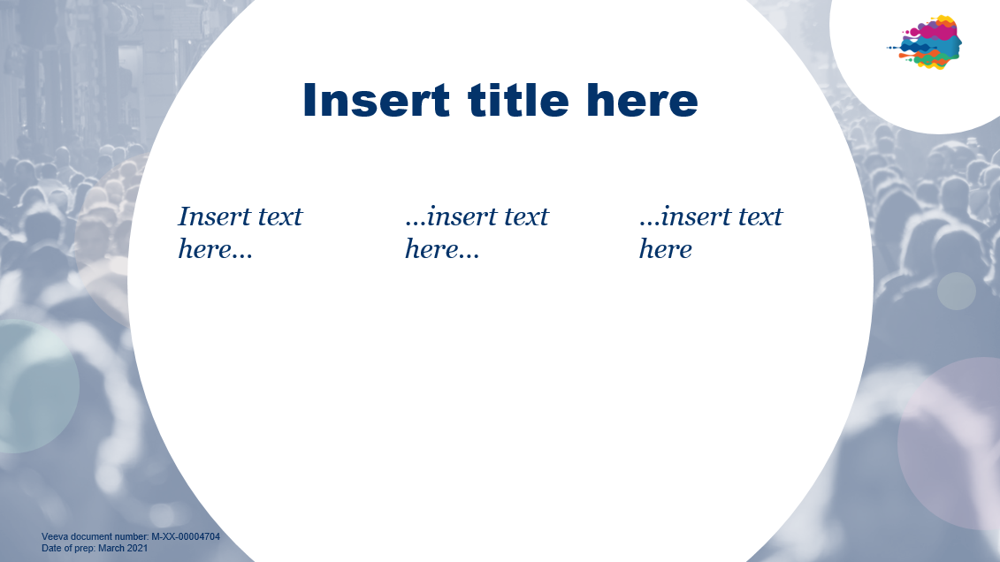 Insert title here
Insert text
here...
...insert text
here...
...insert text
here
Veeva document number: M-XX-00004704
Date of prep: March 2021